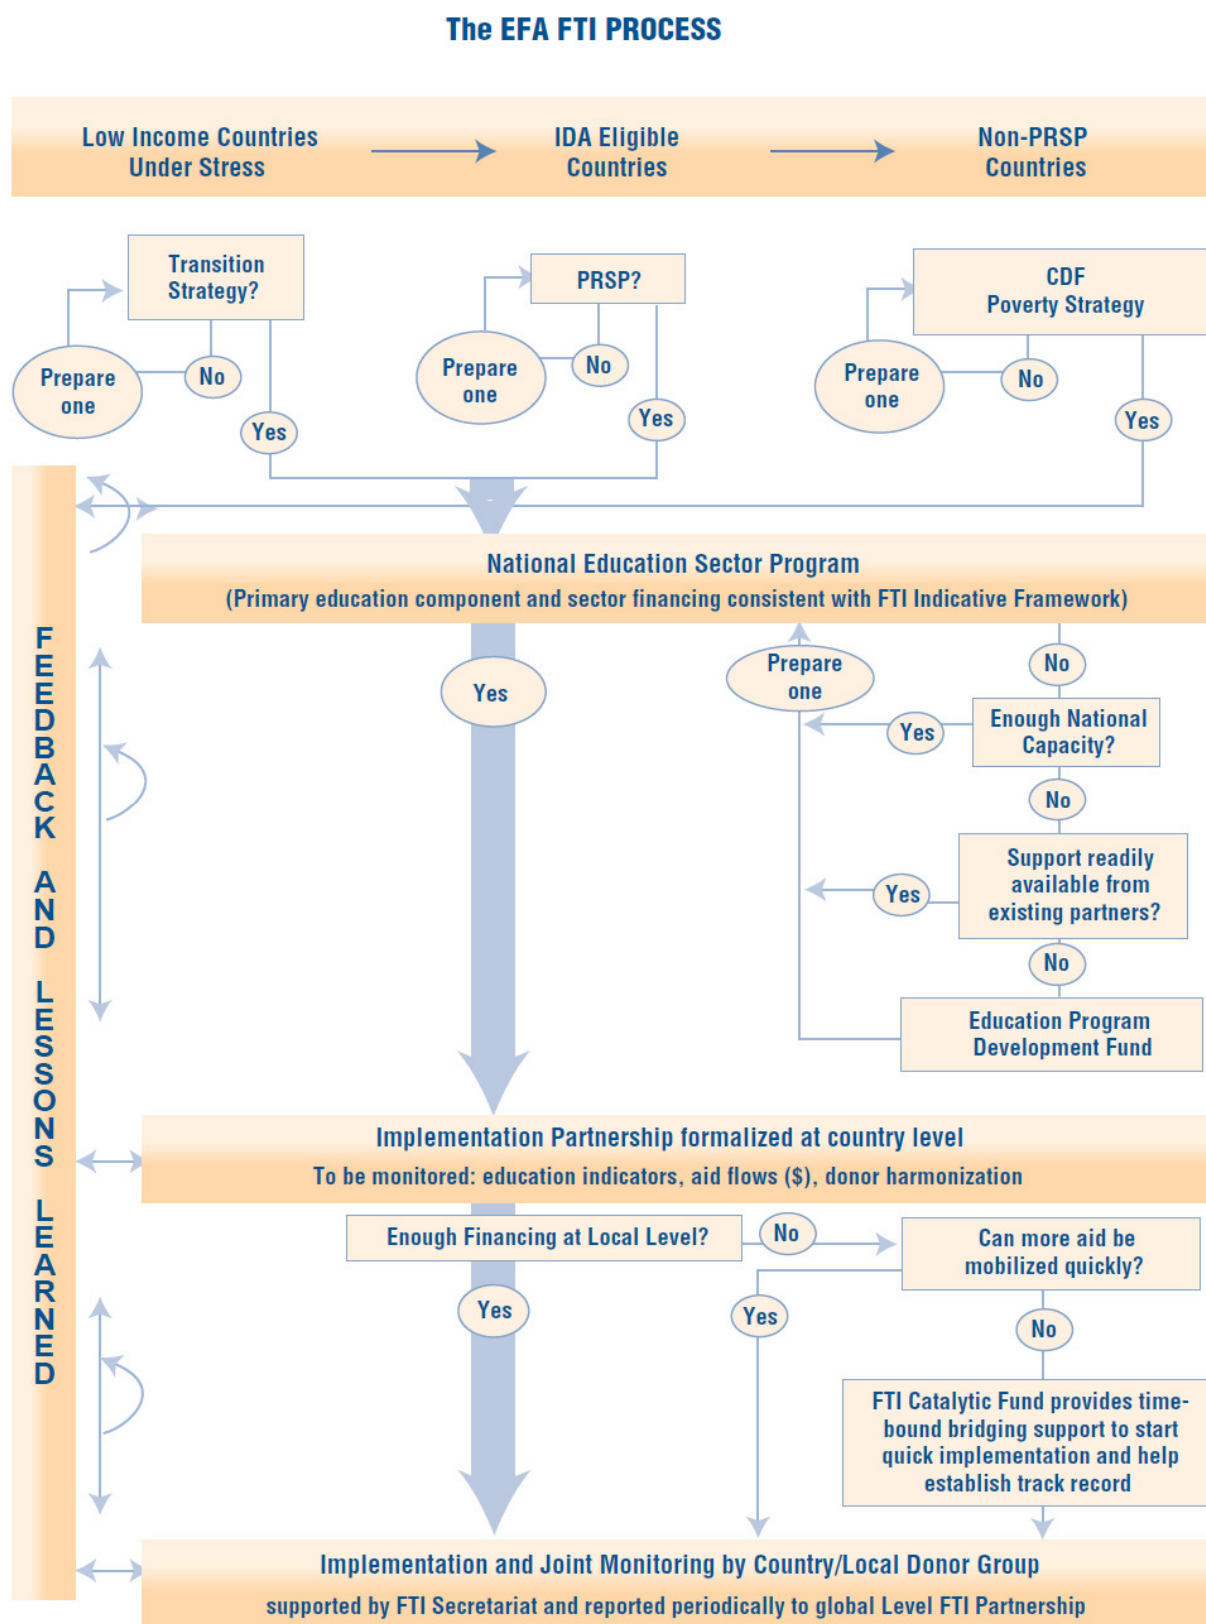 The EFA FTI PROCESS
Low Income Countries
Under Stress
IDA Eligible
Countries
Non-PRSP
Countries
Transition
Strategy?
Prepare
one
No
Yes
PRSP?
Prepare
one
No
Yes
CDF
Poverty Strategy
Prepare
one
No
Yes
FEEDBACK AND LESSONS LEARNED
National Education Sector Program
(Primary education component and sector financing consistent with FTI Indicative Framework)
Yes
Prepare
one
No
Enough National
Capacity?
Yes
No
Support readily
available from
existing partners?
Yes
No
Education Program
Development Fund
Implementation Partnership formalized at country level
To be monitored: education indicators, aid flows ($), donor harmonization
Enough Financing at Local Level?
No
Can more aid be
mobilized quickly?
Yes
Yes
No
FTI Catalytic Fund provides time-
bound bridging support to start
quick implementation and help
establish track record
Implementation and Joint Monitoring by Country/Local Donor Group
supported by FTI Secretariat and reported periodically to global Level FTI Partnership